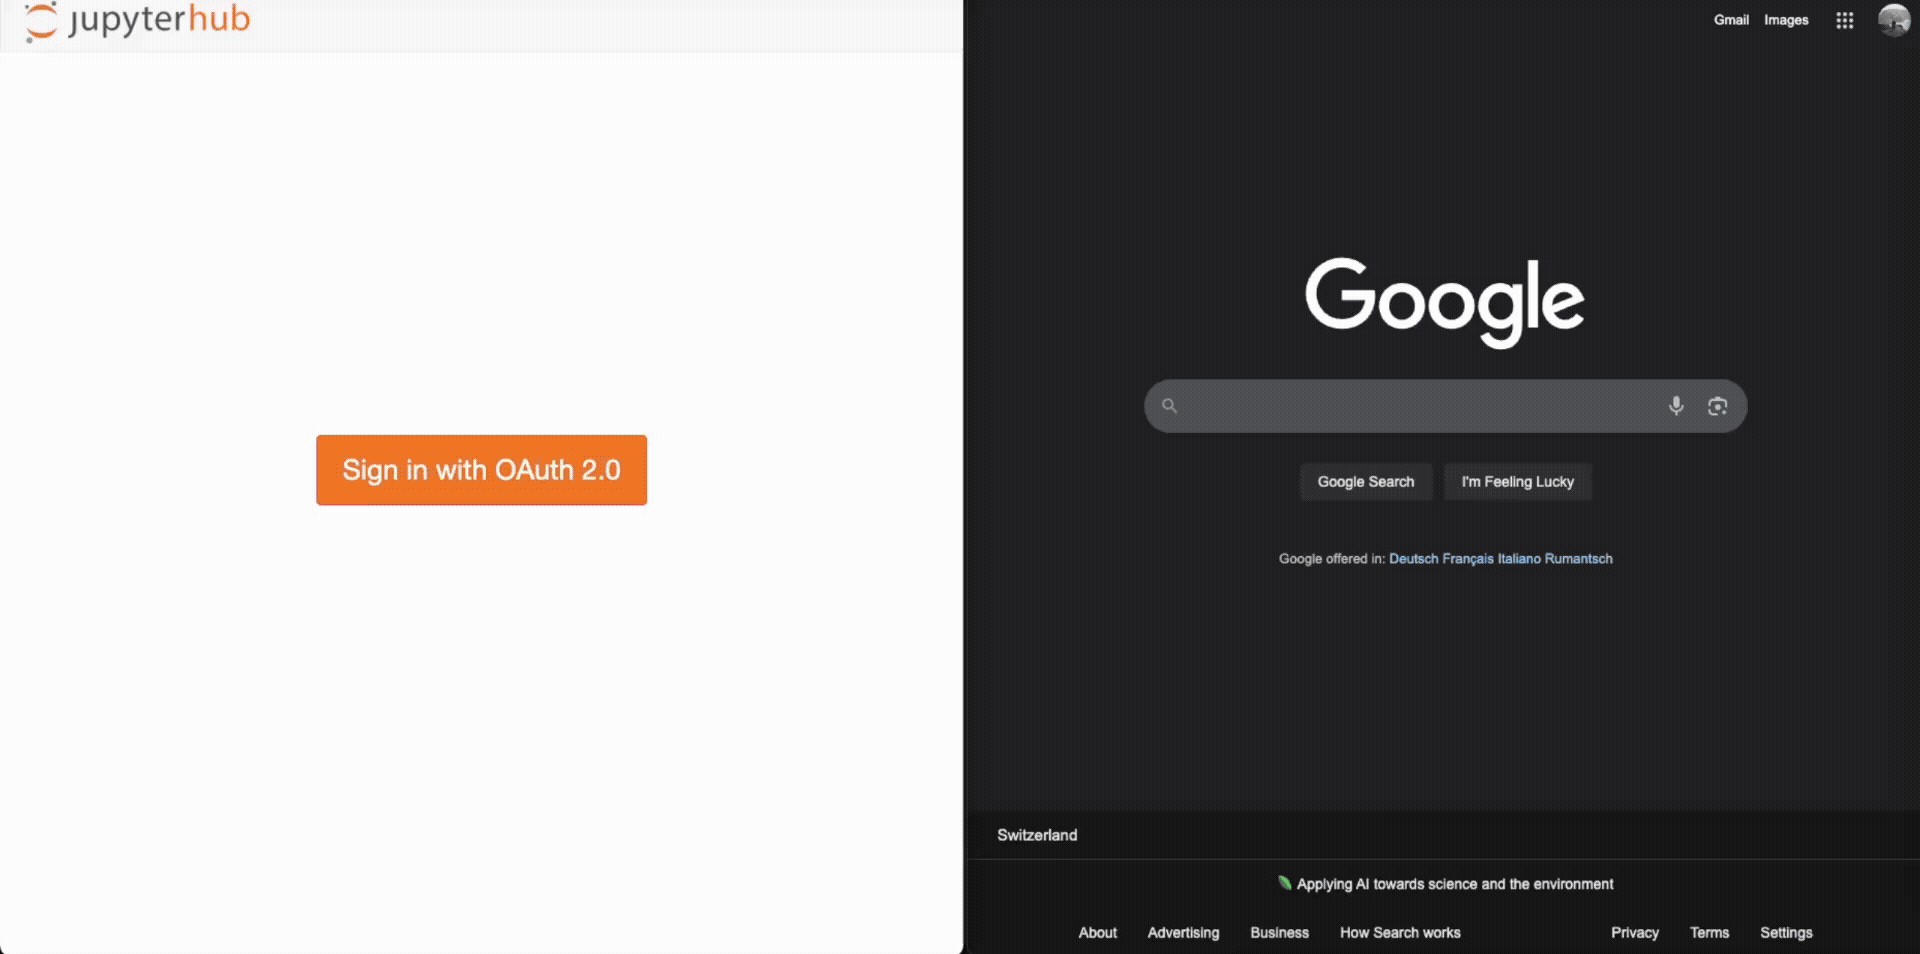 jupyterhub
Sign in with OAuth 2.0
Gmail Images
Google
Google Search I'm Feeling Lucky
Google offered in: Deutsch Français Italiano Rumantsch
Switzerland
Applying AI towards science and the environment
About Advertising Business How Search works Privacy Terms Settings